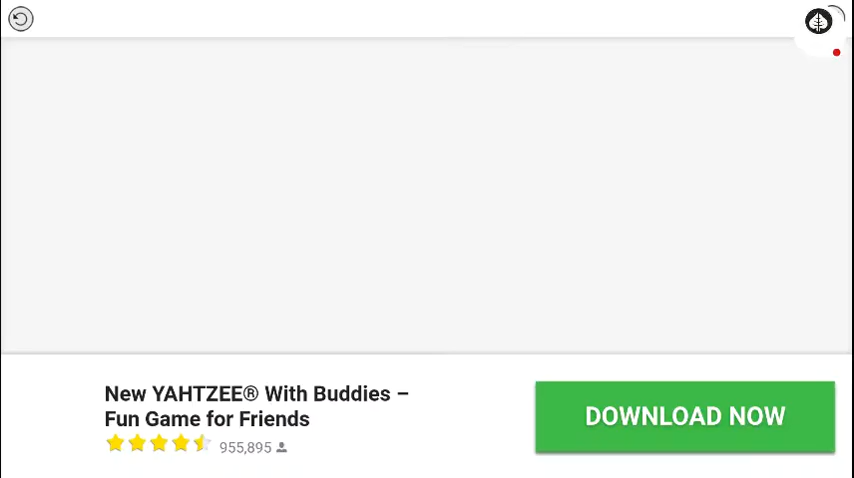 New YAHTZEE® With Buddies –
Fun Game for Friends
955,895
DOWNLOAD NOW